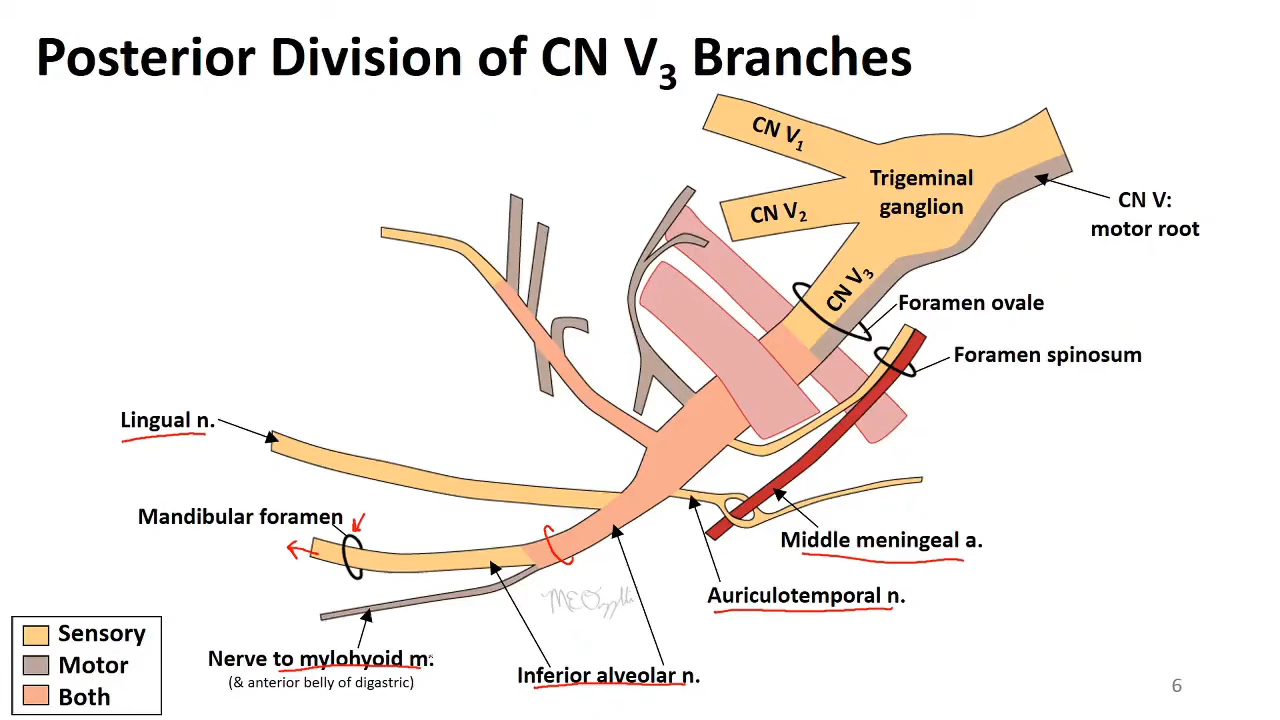 Posterior Division of CN V3 Branches
CN V1
CN V2
Trigeminal
ganglion
CN V:
motor root
CN V3
Foramen ovale
Foramen spinosum
Lingual n.
Mandibular foramen
Middle meningeal a.
Auriculotemporal n.
Nerve to mylohyoid m.
(& anterior belly of digastric)
Inferior alveolar n.
Sensory
Motor
Both
6